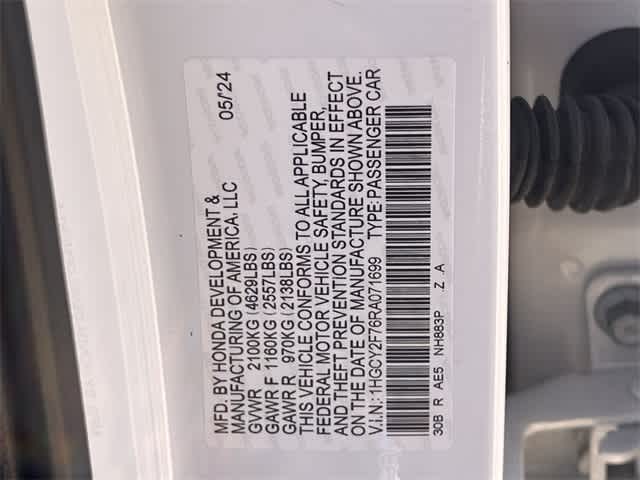 MFD. BY HONDA DEVELOPMENT & 05/24
MANUFACTURING OF AMERICA, LLC
GVWR 2100KG (4629LBS)
GAWR F 1160KG (2557LBS)
GAWR R 970KG (2138LBS)
THIS VEHICLE CONFORMS TO ALL APPLICABLE
FEDERAL MOTOR VEHICLE SAFETY, BUMPER,
AND THEFT PREVENTION STANDARDS IN EFFECT
ON THE DATE OF MANUFACTURE SHOWN ABOVE.
V.I.N.: 1HGCY2F76RA071699 TYPE: PASSENGER CAR
30B R AE5 NH883P Z A